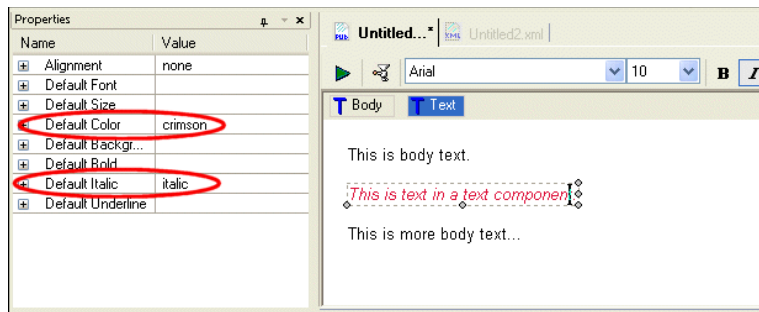 Properties
Name Value
Alignment none
Default Font
Default Size
Default Color crimson
Default Backgr...
Default Bold
Default Italic italic
Default Underline
Untitled...* Untitled2.xml
Arial 10 B I
Body Text
This is body text.
This is text in a text component
This is more body text...